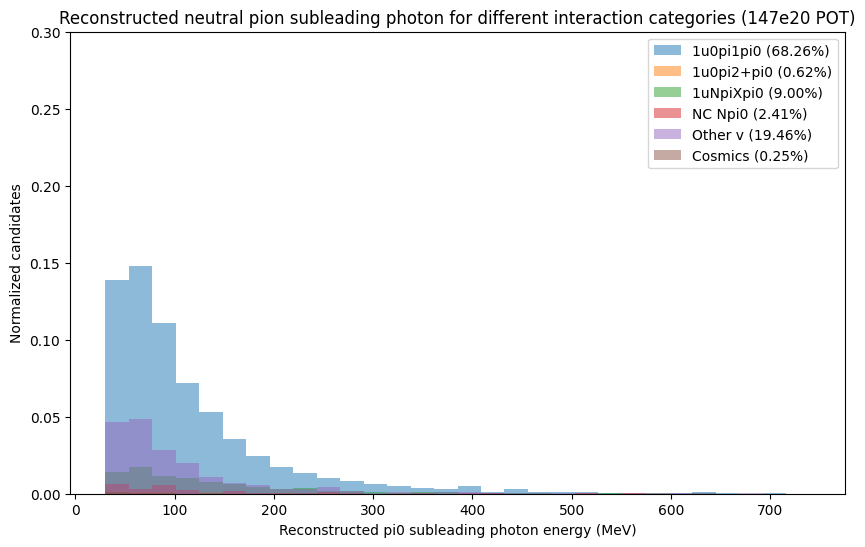 Reconstructed neutral pion subleading photon for different interaction categories (147e20 POT)
1u0pi1pi0 (68.26%)
1u0pi2+pi0 (0.62%)
1uNpiXpi0 (9.00%)
NC Npi0 (2.41%)
Other v (19.46%)
Cosmics (0.25%)
Normalized candidates
0.30
0.25
0.20
0.15
0.10
0.05
0.00
0 100 200 300 400 500 600 700
Reconstructed pi0 subleading photon energy (MeV)